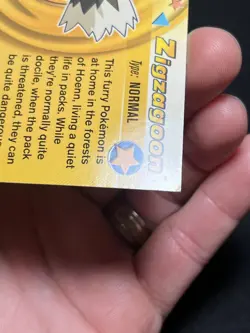 Zigzagoon
Type: NORMAL
This furry Pokémon is
at home in the forests
of Hoenn, living a quiet
life in packs. While
they're normally quite
docile, when the pack
is threatened, they can
be quite dangerous